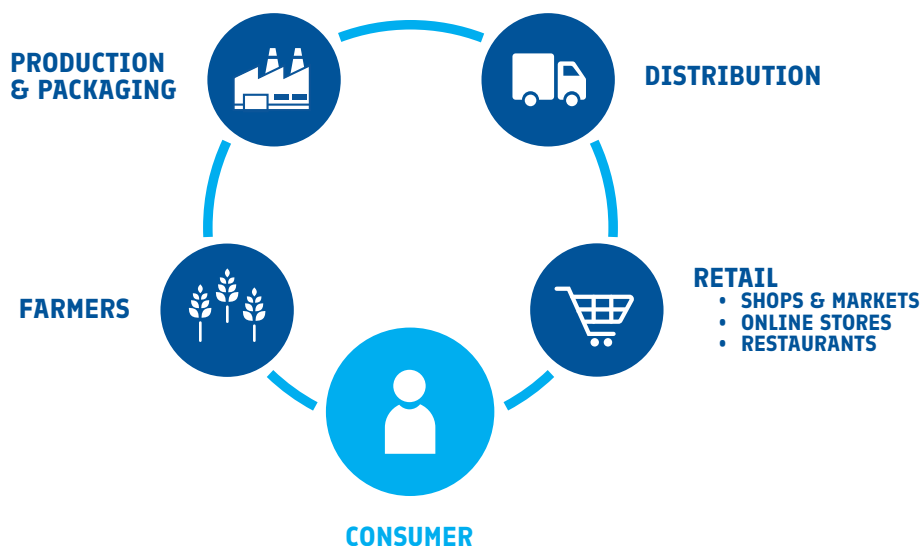 PRODUCTION
& PACKAGING
DISTRIBUTION
FARMERS
RETAIL
• SHOPS & MARKETS
• ONLINE STORES
• RESTAURANTS
CONSUMER